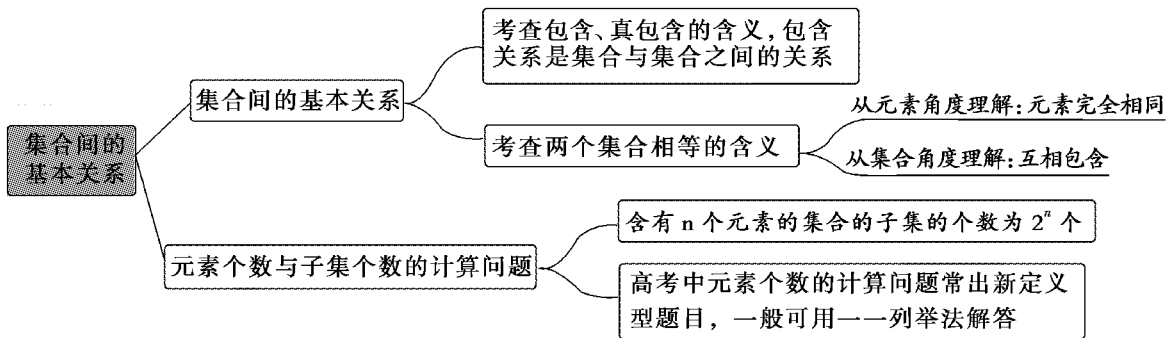 集合间的
基本关系
集合间的基本关系
考查包含、真包含的含义,包含
关系是集合与集合之间的关系
考查两个集合相等的含义
从元素角度理解:元素完全相同
从集合角度理解:互相包含
元素个数与子集个数的计算问题
含有 n 个元素的集合的子集的个数为 2ⁿ 个
高考中元素个数的计算问题常出新定义
型题目，一般可用一一列举法解答